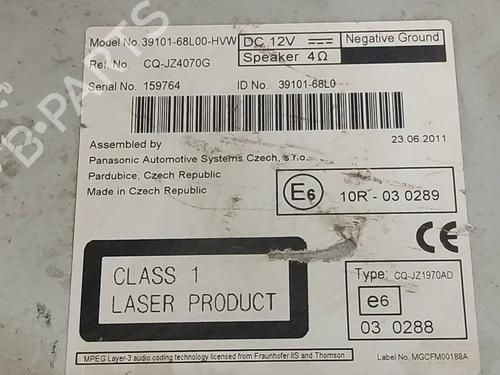 Model No. 39101-68L00-HVW
DC 12V
Negative Ground
Ref. No. CQ-JZ4070G
Speaker 4Ω
Serial No. 159764
ID No. 39101-68L0
23.06.2011
Assembled by
Panasonic Automotive Systems Czech, s.r.o.
Pardubice, Czech Republic
Made in Czech Republic
E6
10R - 03 0289
CE
CLASS 1
LASER PRODUCT
Type: CQ-JZ1970AD
e6
03 0288
MPEG Layer-3 audio coding technology licensed from Fraunhofer IIS and Thomson
Label No. MGCFM00188A
B-PARTS